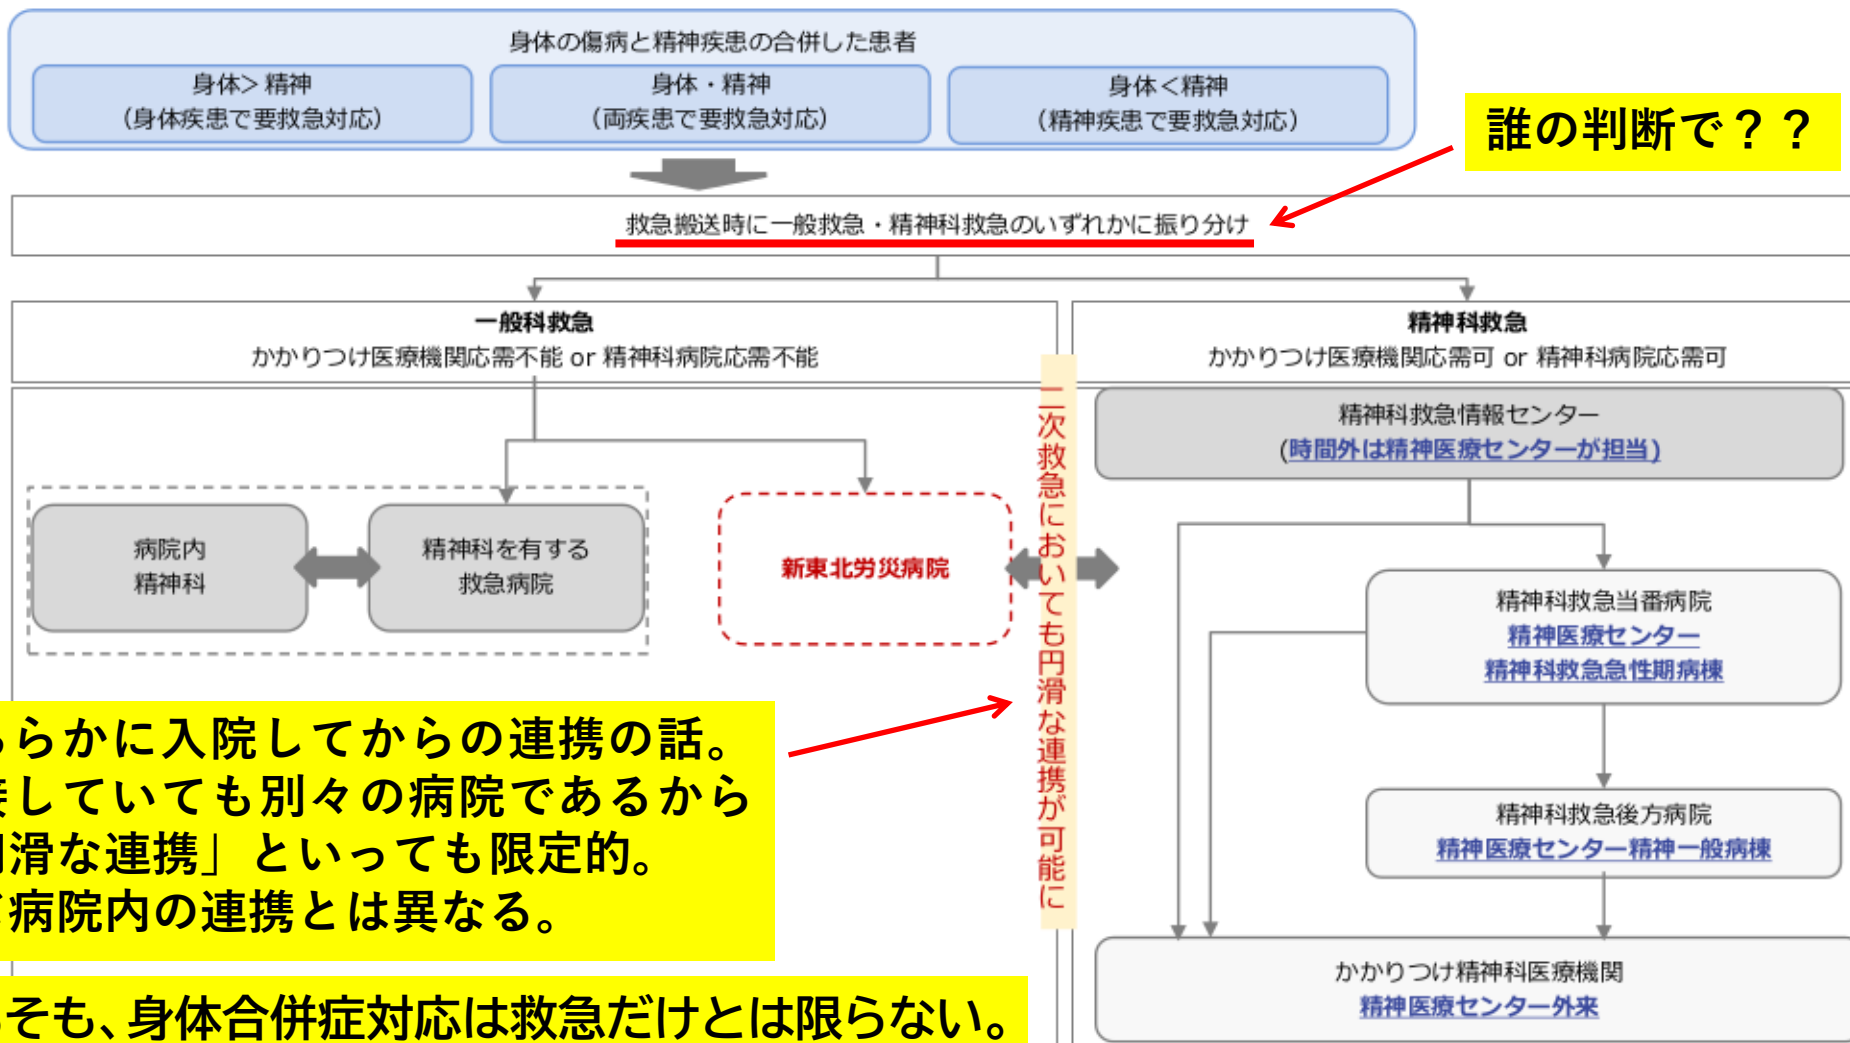 身体の傷病と精神疾患の合併した患者
身体＞精神
（身体疾患で要救急対応）
身体・精神
（両疾患で要救急対応）
身体＜精神
（精神疾患で要救急対応）
誰の判断で？？
救急搬送時に一般救急・精神科救急のいずれかに振り分け
一般科救急
かかりつけ医療機関応需不能 or 精神科病院応需不能
精神科救急
かかりつけ医療機関応需可 or 精神科病院応需可
精神科救急情報センター
(時間外は精神医療センターが担当)
病院内
精神科
精神科を有する
救急病院
新東北労災病院
二次救急においても円滑な連携が可能に
精神科救急当番病院
精神医療センター
精神科救急急性期病棟
精神科救急後方病院
精神医療センター精神一般病棟
かかりつけ精神科医療機関
精神医療センター外来
らかに入院してからの連携の話。
していても別々の病院であるから
滑な連携」といっても限定的。
病院内の連携とは異なる。
そも、身体合併症対応は救急だけとは限らない。